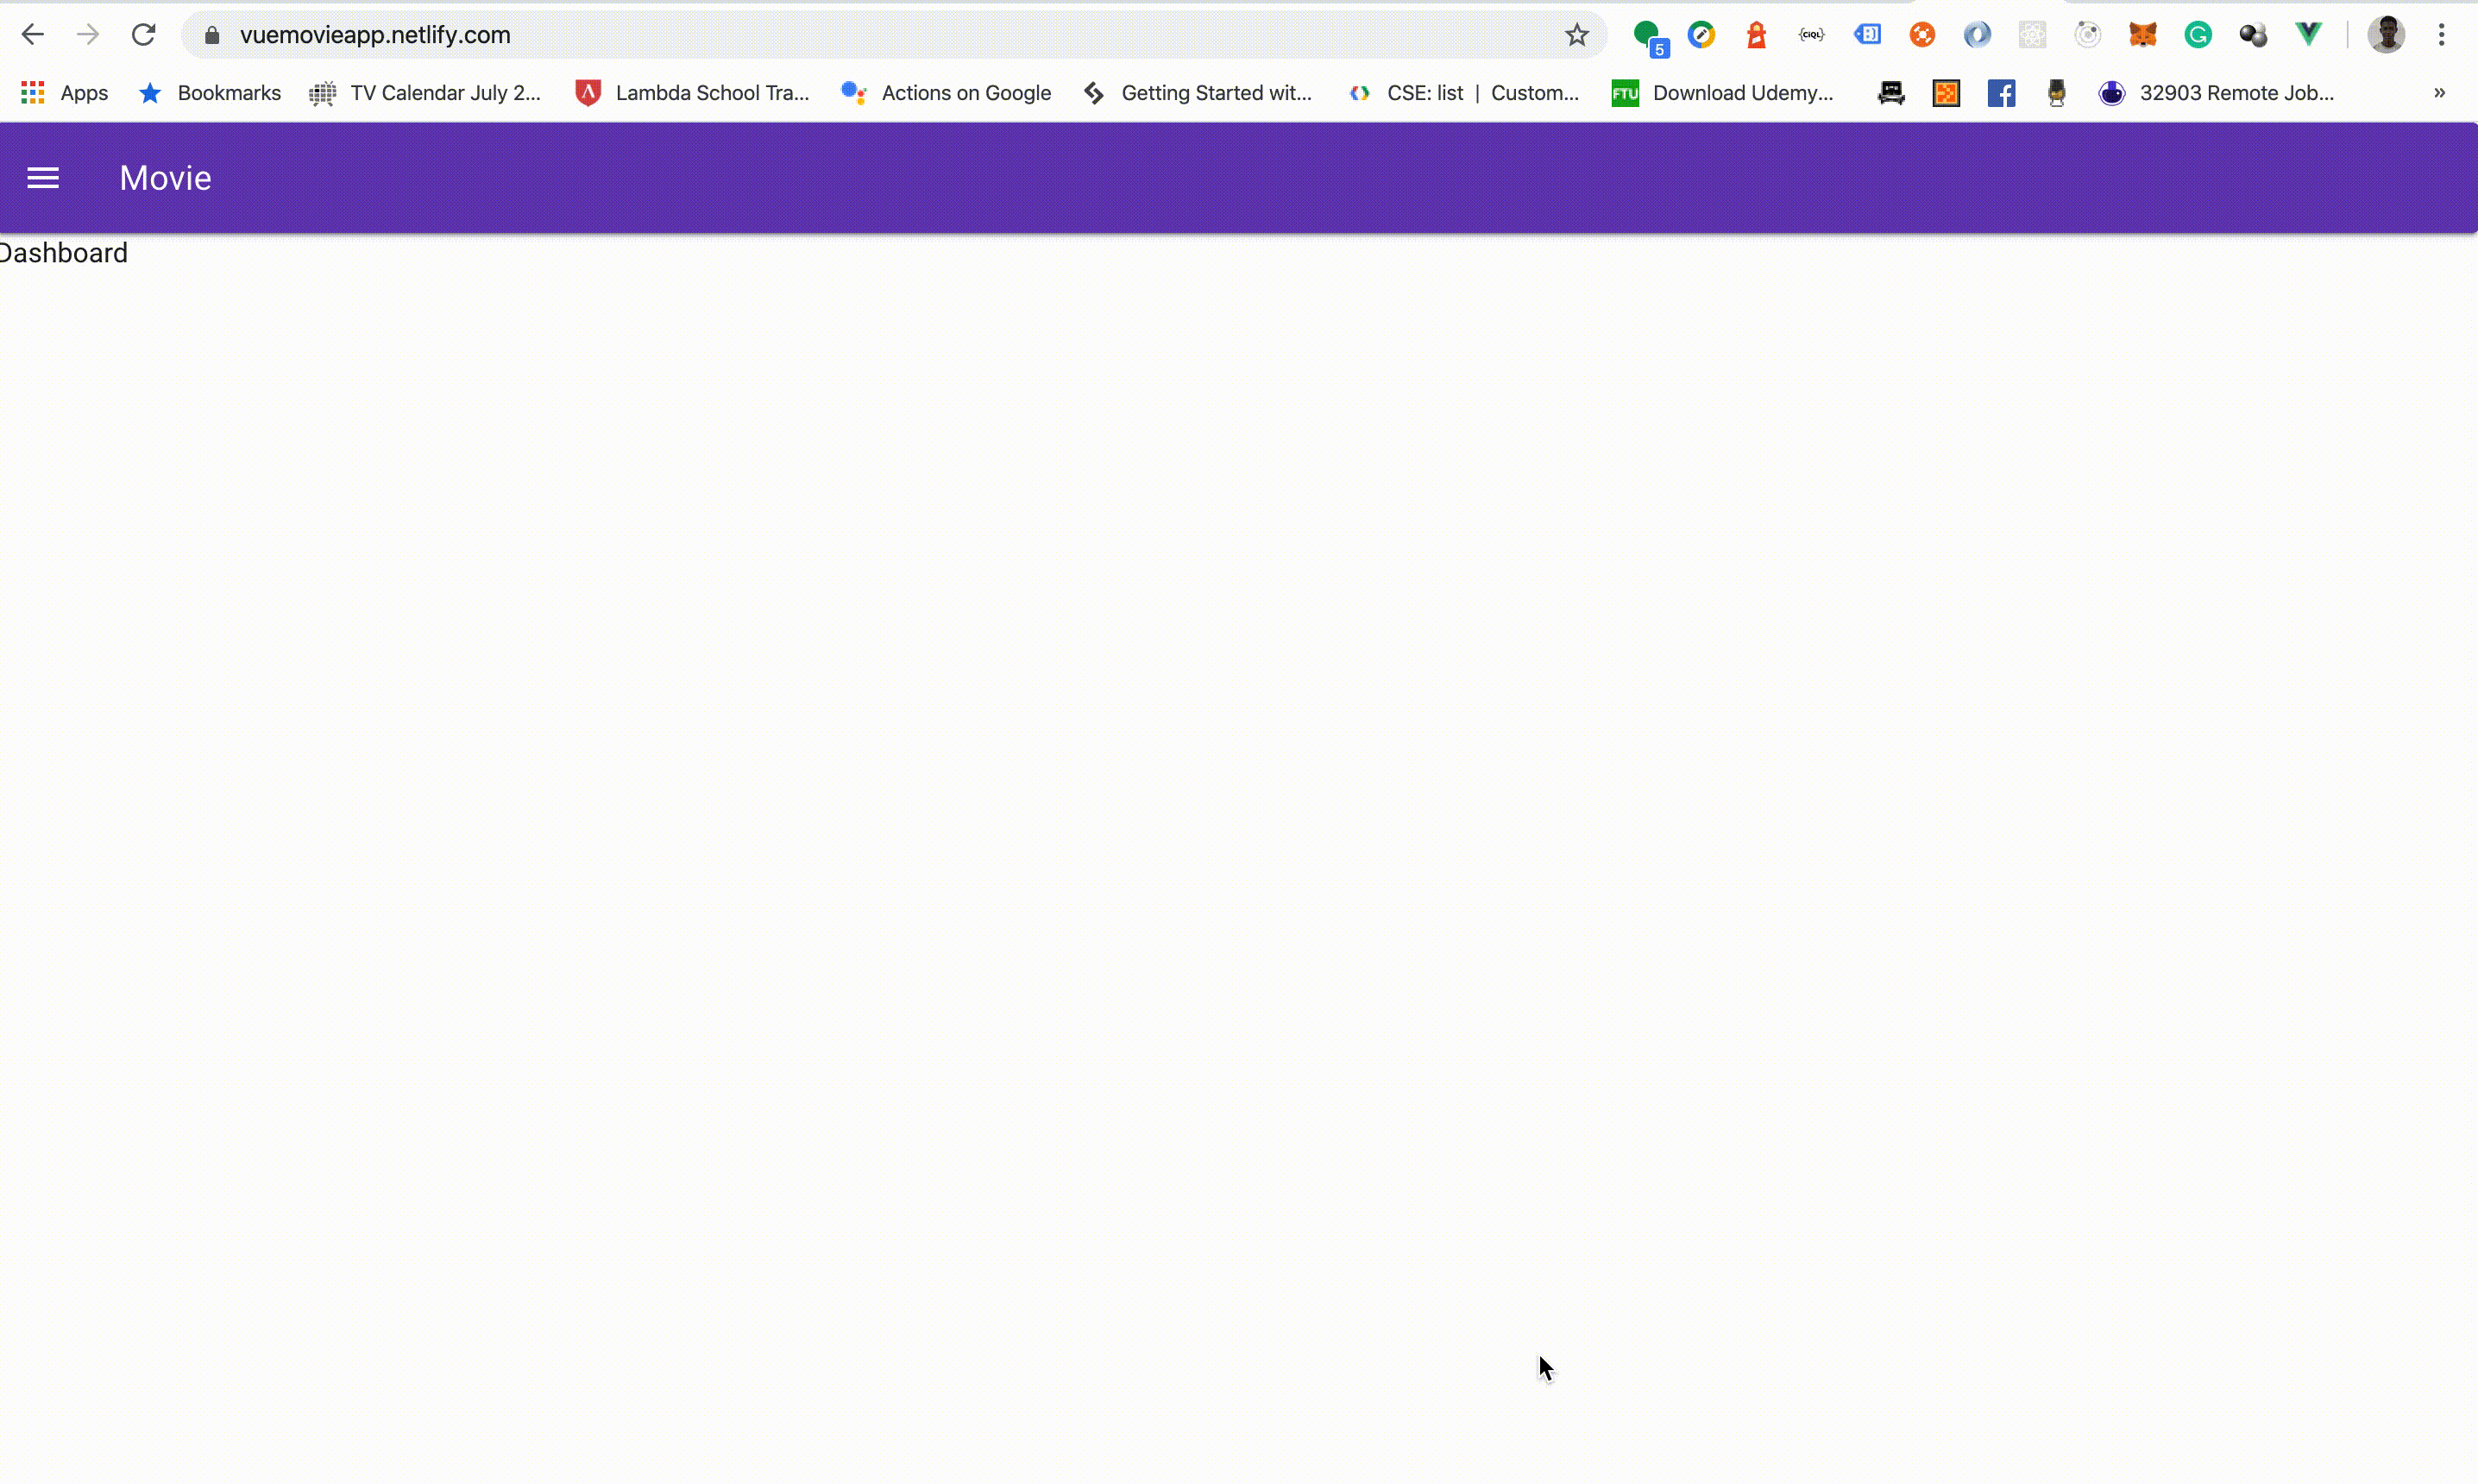 vuemovieapp.netlify.com
5
{CIQL}
Apps
Bookmarks
TV Calendar July 2...
Lambda School Tra...
Actions on Google
Getting Started wit...
CSE: list | Custom...
FTU
Download Udemy...
32903 Remote Job...
»
Movie
Dashboard